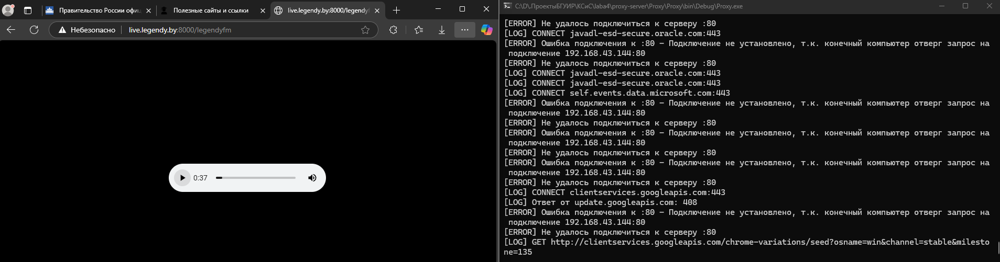 Правительство России офиц
Полезные сайты и ссылки
live.legendy.by:8000/legendyf
Небезопасно
live.legendy.by:8000/legendyfm
0:37
C:\D\.ПроектыБГУИР\КСиС\laba4\proxy-server\Proxy\Proxy\bin\Debug\Proxy.exe
[ERROR] Не удалось подключиться к серверу :80
[LOG] CONNECT javadl-esd-secure.oracle.com:443
[ERROR] Ошибка подключения к :80 - Подключение не установлено, т.к. конечный компьютер отверг запрос на
подключение 192.168.43.144:80
[ERROR] Не удалось подключиться к серверу :80
[LOG] CONNECT javadl-esd-secure.oracle.com:443
[LOG] CONNECT javadl-esd-secure.oracle.com:443
[LOG] CONNECT self.events.data.microsoft.com:443
[ERROR] Ошибка подключения к :80 - Подключение не установлено, т.к. конечный компьютер отверг запрос на
подключение 192.168.43.144:80
[ERROR] Не удалось подключиться к серверу :80
[ERROR] Ошибка подключения к :80 - Подключение не установлено, т.к. конечный компьютер отверг запрос на
подключение 192.168.43.144:80
[ERROR] Не удалось подключиться к серверу :80
[ERROR] Ошибка подключения к :80 - Подключение не установлено, т.к. конечный компьютер отверг запрос на
подключение 192.168.43.144:80
[ERROR] Не удалось подключиться к серверу :80
[LOG] CONNECT clientservices.googleapis.com:443
[LOG] Ответ от update.googleapis.com: 408
[ERROR] Ошибка подключения к :80 - Подключение не установлено, т.к. конечный компьютер отверг запрос на
подключение 192.168.43.144:80
[ERROR] Не удалось подключиться к серверу :80
[LOG] GET http://clientservices.googleapis.com/chrome-variations/seed?osname=win&channel=stable&milesto
ne=135